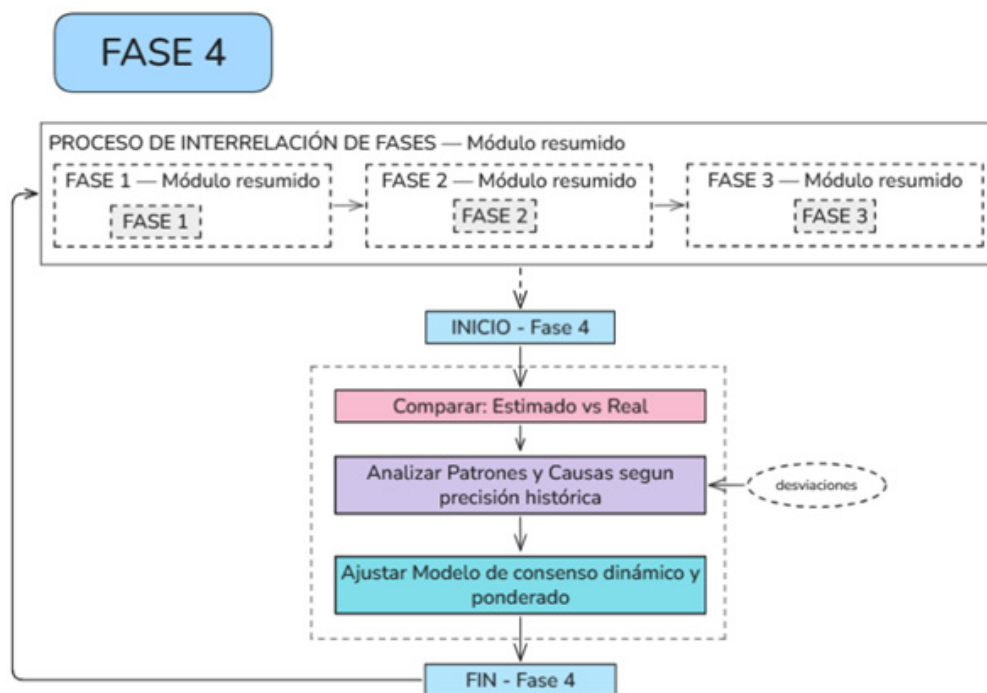 FASE 4
PROCESO DE INTERRELACIÓN DE FASES — Módulo resumido
FASE 1 — Módulo resumido
FASE 1
FASE 2 — Módulo resumido
FASE 2
FASE 3 — Módulo resumido
FASE 3
INICIO - Fase 4
Comparar: Estimado vs Real
Analizar Patrones y Causas segun
precisión histórica
desviaciones
Ajustar Modelo de consenso dinámico y
ponderado
FIN - Fase 4